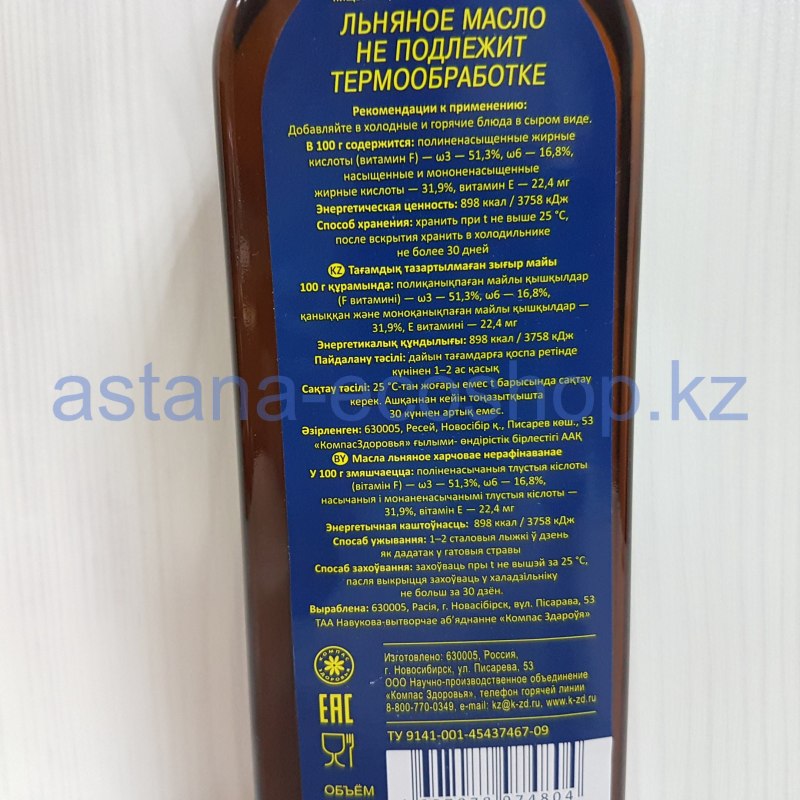 ЛЬНЯНОЕ МАСЛО
НЕ ПОДЛЕЖИТ
ТЕРМООБРАБОТКЕ
Рекомендации к применению:
Добавляйте в холодные и горячие блюда в сыром виде.
В 100 г содержится: полиненасыщенные жирные
кислоты (витамин F) — ω3 — 51,3%, ω6 — 16,8%,
насыщенные и мононенасыщенные
жирные кислоты — 31,9%, витамин Е — 22,4 мг
Энергетическая ценность: 898 ккал / 3758 кДж
Способ хранения: хранить при t не выше 25 °С,
после вскрытия хранить в холодильнике
не более 30 дней
KZ Тағамдық тазартылмаған зығыр майы
100 г құрамында: полиқанықпаған майлы қышқылдар
(F витамині) — ω3 — 51,3%, ω6 — 16,8%,
қаныққан және моноқанықпаған майлы қышқылдар —
31,9%, Е витамині — 22,4 мг
Энергетикалық құндылығы: 898 ккал / 3758 кДж
Пайдалану тәсілі: дайын тағамдарға қоспа ретінде
күнінен 1–2 ас қасық
Сақтау тәсілі: 25 °С-тан жоғары емес t барысында сақтау
керек. Ашқаннан кейін тоңазытқышта
30 күннен артық емес.
astana-ecoshop.kz
Әзірленген: 630005, Ресей, Новосібір қ., Писарев көш., 53
«КомпасЗдоровья» ғылыми- өндірістік бірлестігі ААҚ
BY Масла льняное харчовае нерафінаванае
У 100 г змяшчаецца: поліненасычаныя тлустыя кіслоты
(вітамін F) — ω3 — 51,3%, ω6 — 16,8%,
насычаныя і монаненасычанымі тлустыя кіслоты —
31,9%, вітамін Е — 22,4 мг
Энергетычная каштоўнасць: 898 ккал / 3758 кДж
Спосаб ужывання: 1–2 сталовыя лыжкі ў дзень
як дадатак у гатовыя стравы
Спосаб захоўвання: захоўваць пры t не вышэй за 25 °С,
пасля выкрыцця захоўваць у халадзільніку
не больш за 30 дзён.
Выраблена: 630005, Расія, г. Новасібірск, вул. Пісарава, 53
ТАА Навукова-вытворчае аб’яднанне «Компас Здароўя»
КОМПАС ЗДОРОВЬЯ
Изготовлено: 630005, Россия,
г. Новосибирск, ул. Писарева, 53
ООО Научно-производственное объединение
«Компас Здоровья», телефон горячей линии
8-800-770-0349, e-mail: kz@k-zd.ru, www.k-zd.ru
EAC
ТУ 9141-001-45437467-09
ОБЪЁМ